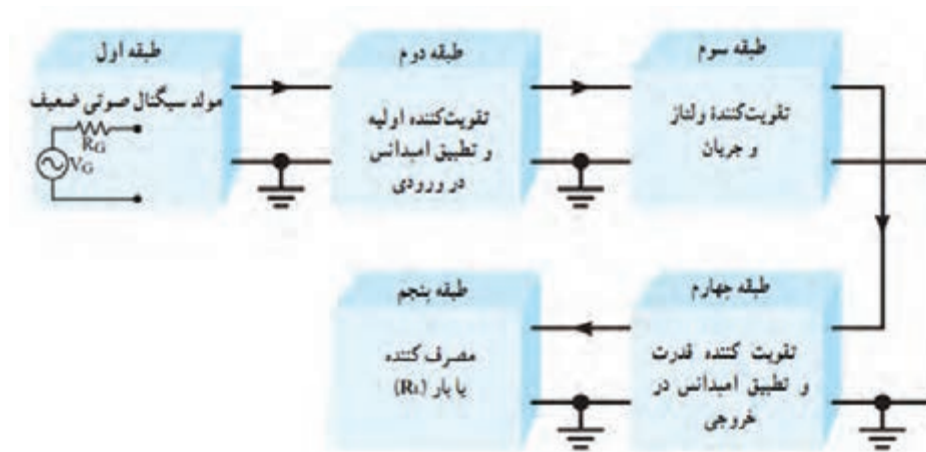 طبقه اول
مولد سیگنال صوتی ضعیف
RG
VG
طبقه دوم
تقویت‌کننده اولیه
و تطبیق امپدانس
در ورودی
طبقه سوم
تقویت‌کنندهٔ ولتاژ
و جریان
طبقه چهارم
تقویت کننده قدرت
و تطبیق امپدانس در
خروجی
طبقه پنجم
مصرف کننده
یا بار (RL)